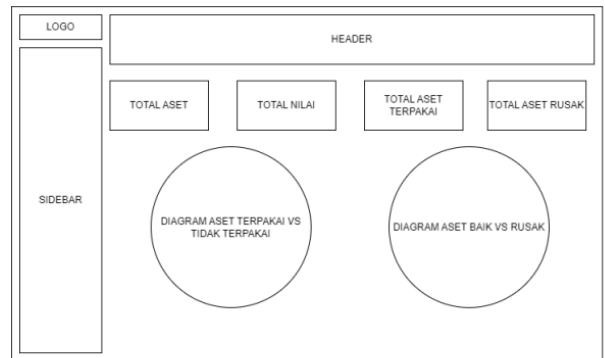 LOGO
HEADER
TOTAL ASET
TOTAL NILAI
TOTAL ASET
TERPAKAI
TOTAL ASET RUSAK
SIDEBAR
DIAGRAM ASET TERPAKAI VS
TIDAK TERPAKAI
DIAGRAM ASET BAIK VS RUSAK